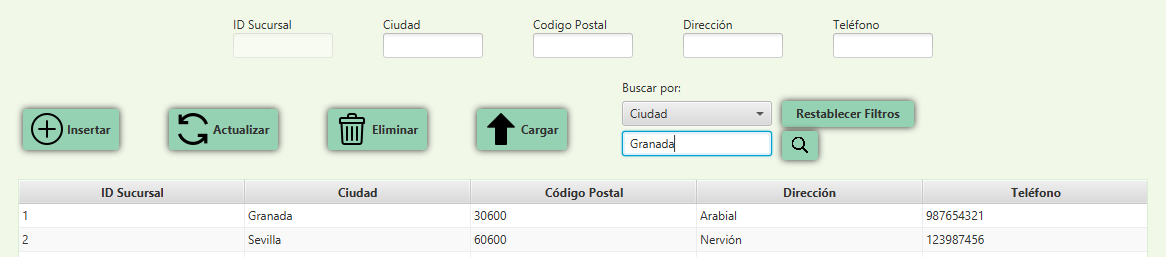 ID Sucursal Ciudad Codigo Postal Dirección Teléfono
Buscar por:
Insertar Actualizar Eliminar Cargar Ciudad Restablecer Filtros
Granada
ID Sucursal Ciudad Código Postal Dirección Teléfono
1 Granada 30600 Arabial 987654321
2 Sevilla 60600 Nervión 123987456